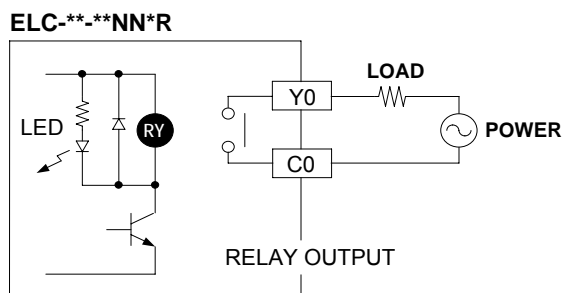 ELC-**-**NN*R
LOAD
Y0
LED
RY
POWER
C0
RELAY OUTPUT